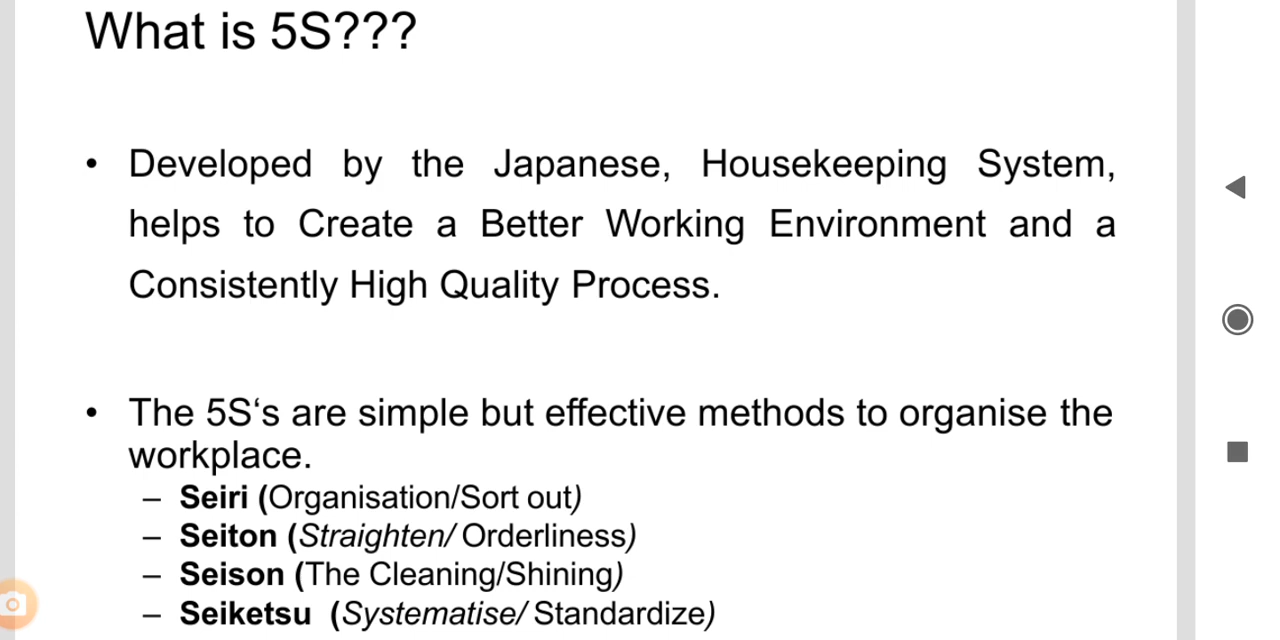 What is 5S???
• Developed by the Japanese, Housekeeping System,
helps to Create a Better Working Environment and a
Consistently High Quality Process.
• The 5S‘s are simple but effective methods to organise the
workplace.
– Seiri (Organisation/Sort out)
– Seiton (Straighten/ Orderliness)
– Seison (The Cleaning/Shining)
– Seiketsu (Systematise/ Standardize)